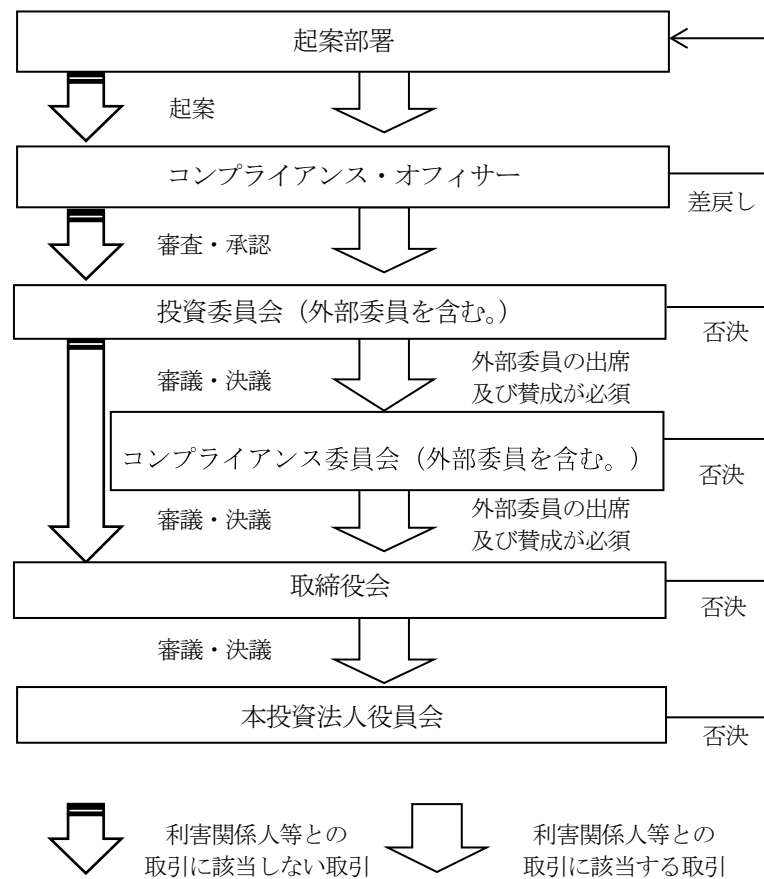 起案部署
起案
コンプライアンス・オフィサー
差戻し
審査・承認
投資委員会（外部委員を含む。）
否決
審議・決議
外部委員の出席
及び賛成が必須
コンプライアンス委員会（外部委員を含む。）
否決
審議・決議
外部委員の出席
及び賛成が必須
取締役会
否決
審議・決議
本投資法人役員会
否決
利害関係人等との
取引に該当しない取引
利害関係人等との
取引に該当する取引